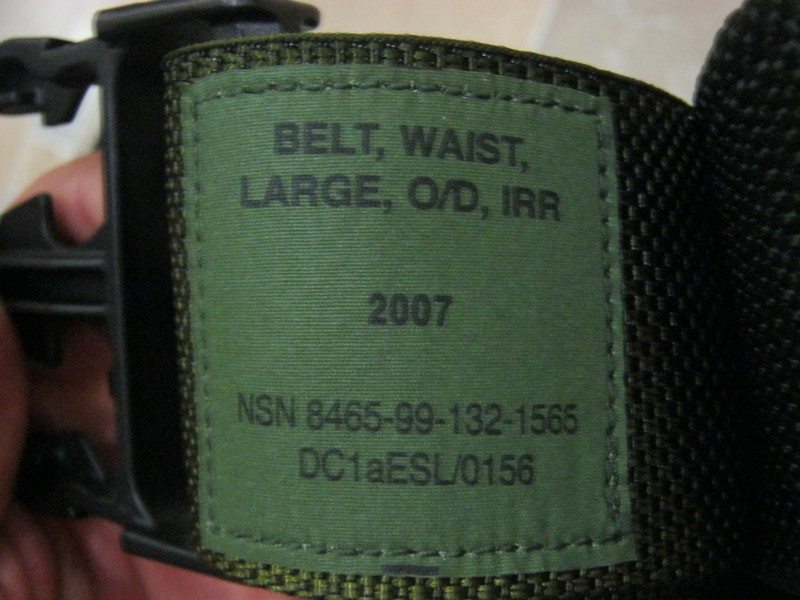 BELT, WAIST,
LARGE, O/D, IRR
2007
NSN 8465-99-132-1565
DC1aESL/0156